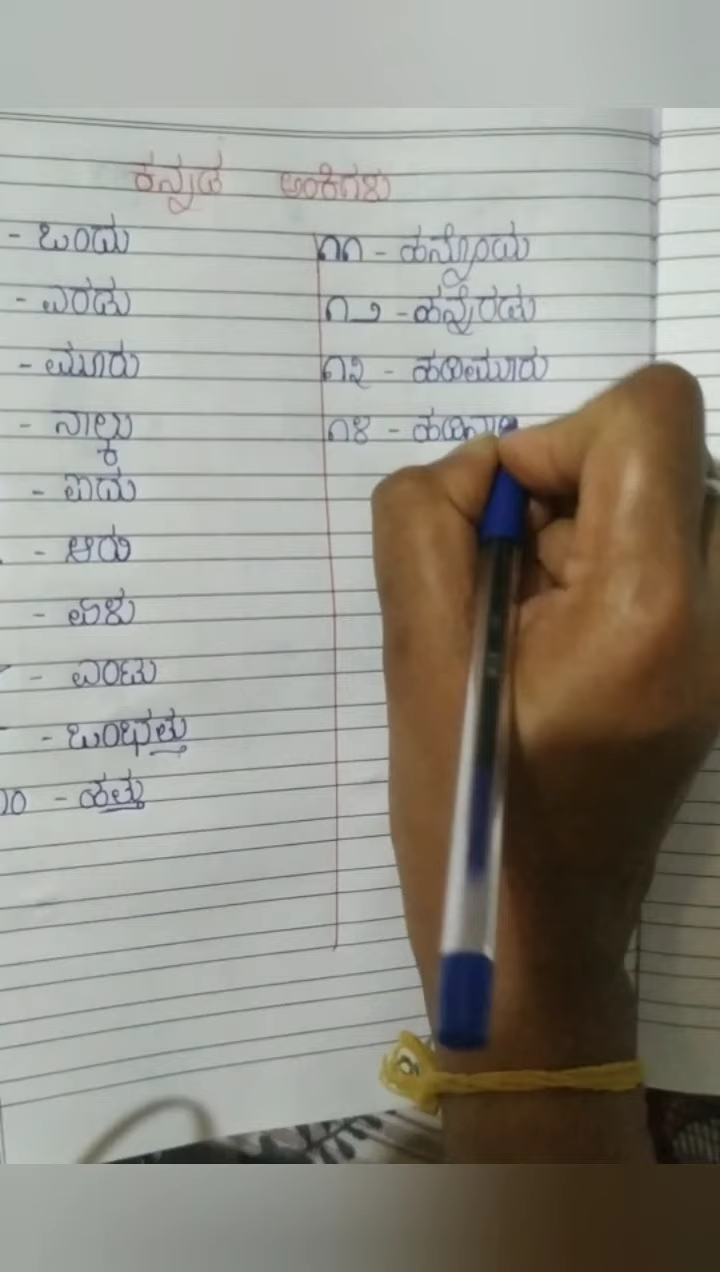 ಕನ್ನಡ ಅಂಕಿಗಳು
- ಒಂದು
- ಎರಡು
- ಮೂರು
- ನಾಲ್ಕು
- ಐದು
- ಆರು
- ಏಳು
- ಎಂಟು
- ಒಂಭತ್ತು
೧೦ - ಹತ್ತು
೧೧ - ಹನ್ನೊಂದು
೧೨ - ಹನ್ನೆರಡು
೧೩ - ಹದಿಮೂರು
೧೪ -